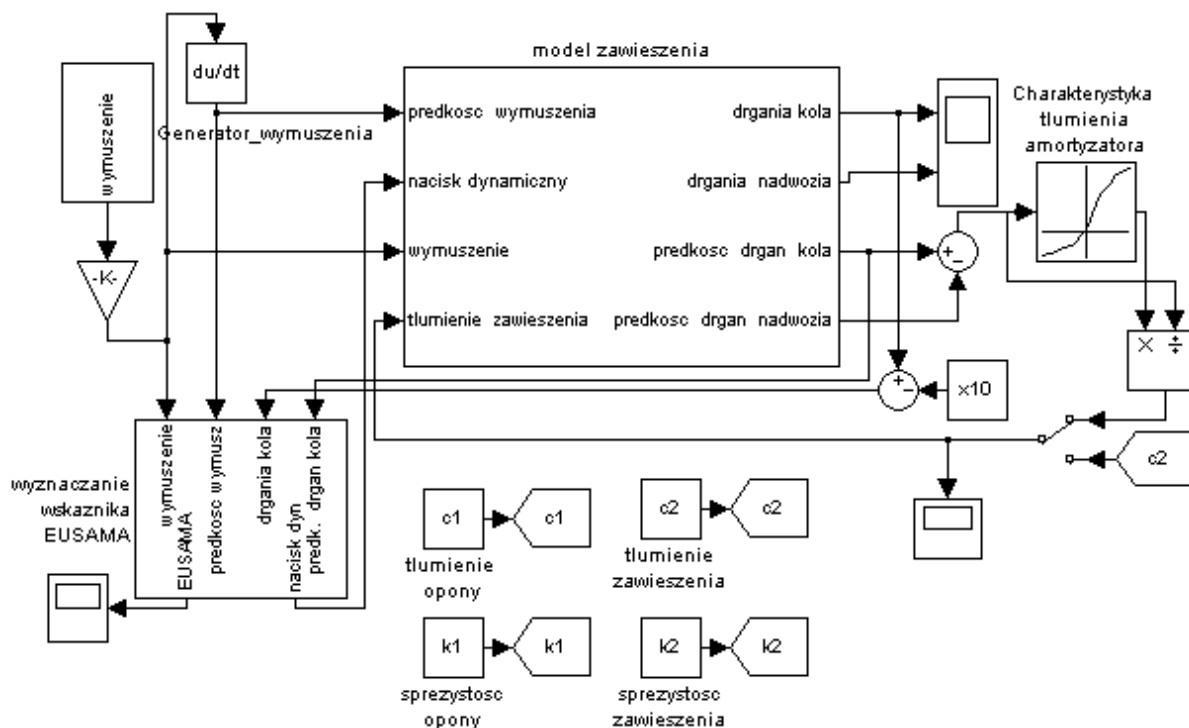 model zawieszenia
du/dt
Generator_wymuszenia
wymuszenie
-K-
predkosc wymuszenia
nacisk dynamiczny
wymuszenie
tlumienie zawieszenia
drgania kola
drgania nadwozia
predkosc drgan kola
predkosc drgan nadwozia
Charakterystyka
tlumienia
amortyzatora
+
−
× ÷
+
−
x10
c2
wyznaczanie
wskaznika
EUSAMA
wymuszenie
predkosc wymusz
drgania kola
predk. drgan kola
EUSAMA
nacisk dyn
c1
c1
tlumienie
opony
c2
c2
tlumienie
zawieszenia
k1
k1
sprezystosc
opony
k2
k2
sprezystosc
zawieszenia